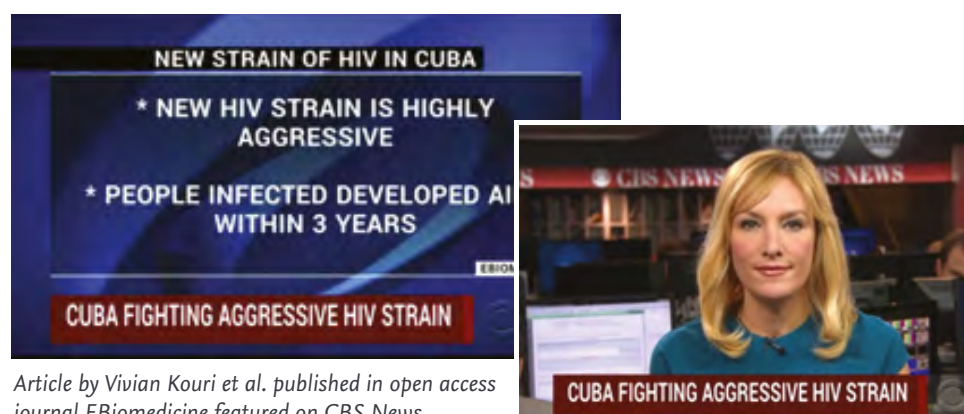 NEW STRAIN OF HIV IN CUBA
* NEW HIV STRAIN IS HIGHLY
AGGRESSIVE
* PEOPLE INFECTED DEVELOPED
WITHIN 3 YEARS
CUBA FIGHTING AGGRESSIVE HIV STRAIN
CBS NEWS
NEWS
CUBA FIGHTING AGGRESSIVE HIV STRAIN
Article by Vivian Kouri et al. published in open access
journal EBiomedicine featured on CBS News